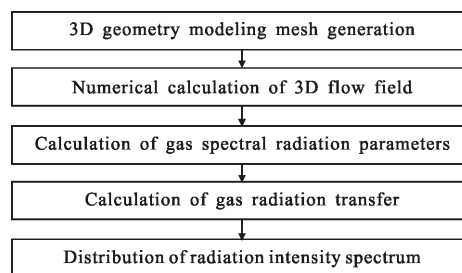 3D geometry modeling mesh generation
Numerical calculation of 3D flow field
Calculation of gas spectral radiation parameters
Calculation of gas radiation transfer
Distribution of radiation intensity spectrum